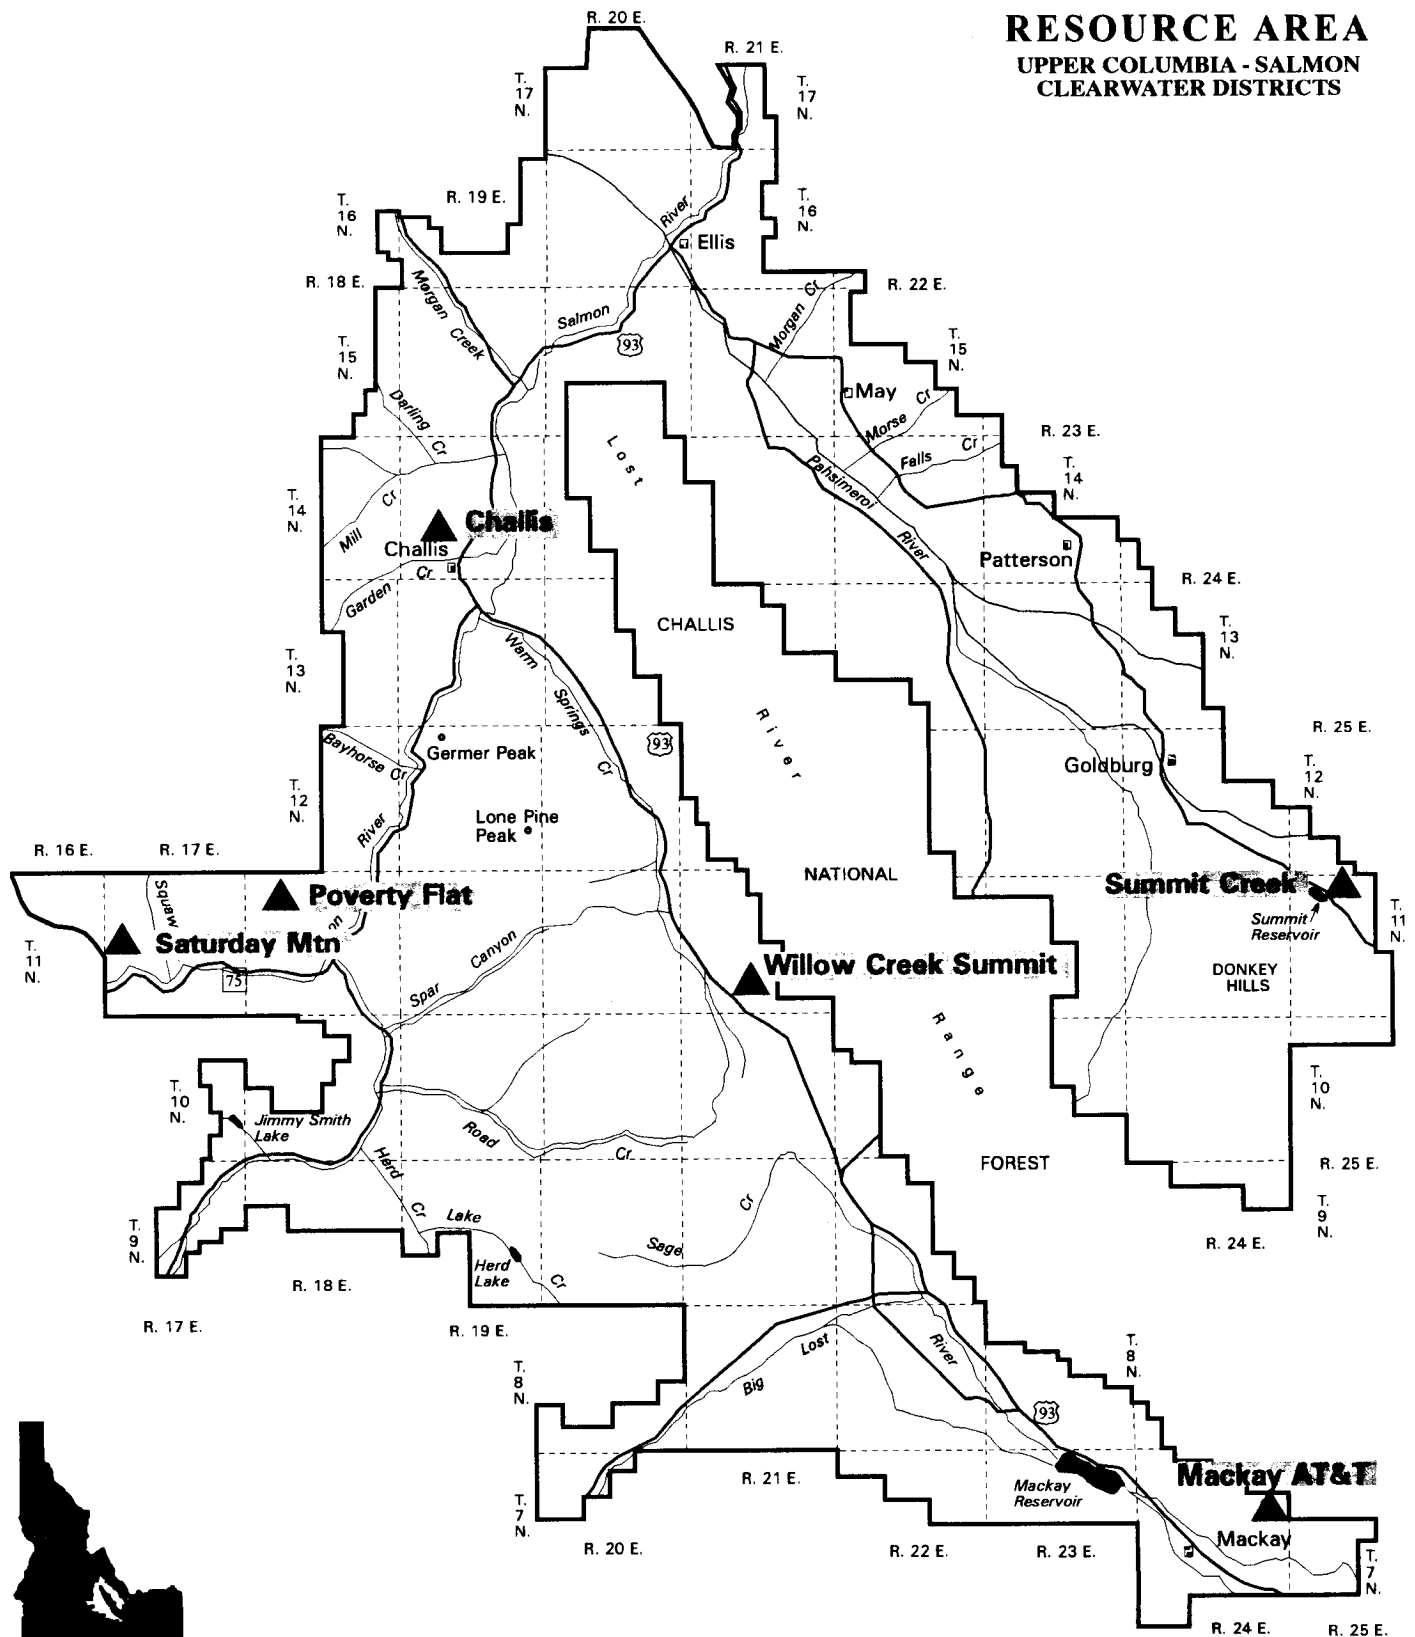 RESOURCE AREA
UPPER COLUMBIA - SALMON
CLEARWATER DISTRICTS
R. 20 E.
R. 21 E.
T.
17
N.
T.
17
N.
R. 19 E.
T.
16
N.
T.
16
N.
River
Ellis
R. 18 E.
Morgan Creek
Salmon
93
Morgan Cr
R. 22 E.
T.
15
N.
T.
15
N.
Darling Cr
Lost
May
Morse Cr
Falls Cr
R. 23 E.
T.
14
N.
T.
14
N.
Mill Cr
Challis
Challis
Pahsimeroi River
Patterson
Garden Cr
R. 24 E.
CHALLIS
T.
13
N.
T.
13
N.
Warm Springs Cr
River
93
Germer Peak
Bayhorse Cr
R. 25 E.
Goldburg
T.
12
N.
T.
12
N.
Lone Pine
Peak
River
R. 16 E.
R. 17 E.
NATIONAL
Squaw
Poverty Flat
Summit Creek
Summit
Reservoir
T.
11
N.
T.
11
N.
Saturday Mtn
on
Canyon
Spar
75
Willow Creek Summit
DONKEY
HILLS
Range
T.
10
N.
T.
10
N.
Jimmy Smith
Lake
Road Cr
Herd Cr
FOREST
R. 25 E.
T.
9
N.
T.
9
N.
Lake
Sage Cr
Herd
Lake
Cr
R. 24 E.
R. 18 E.
R. 17 E.
R. 19 E.
T.
8
N.
T.
8
N.
Big Lost River
93
R. 21 E.
Mackay
Reservoir
Mackay AT&T
T.
7
N.
Mackay
R. 20 E.
R. 22 E.
R. 23 E.
T.
7
N.
R. 24 E.
R. 25 E.